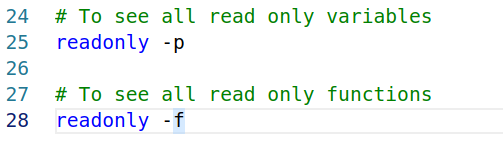 24 # To see all read only variables
25 readonly -p
26
27 # To see all read only functions
28 readonly -f